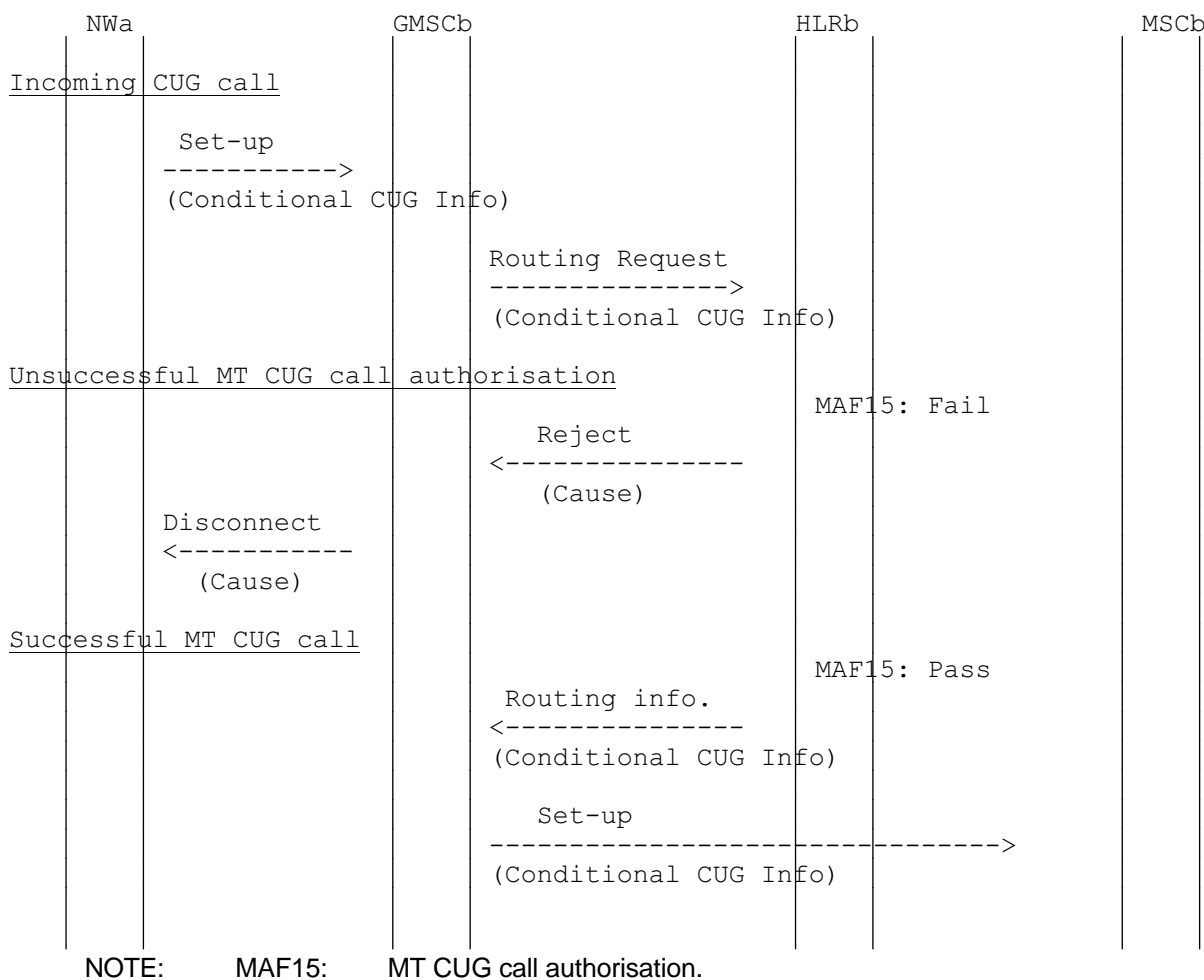 NWa GMSCb HLRb MSCb
Incoming CUG call
Set-up
----------->
(Conditional CUG Info)
Routing Request
--------------->
(Conditional CUG Info)
Unsuccessful MT CUG call authorisation
MAF15: Fail
Reject
<---------------
(Cause)
Disconnect
<-----------
(Cause)
Successful MT CUG call
MAF15: Pass
Routing info.
<---------------
(Conditional CUG Info)
Set-up
-------------------------------->
(Conditional CUG Info)
NOTE: MAF15: MT CUG call authorisation.